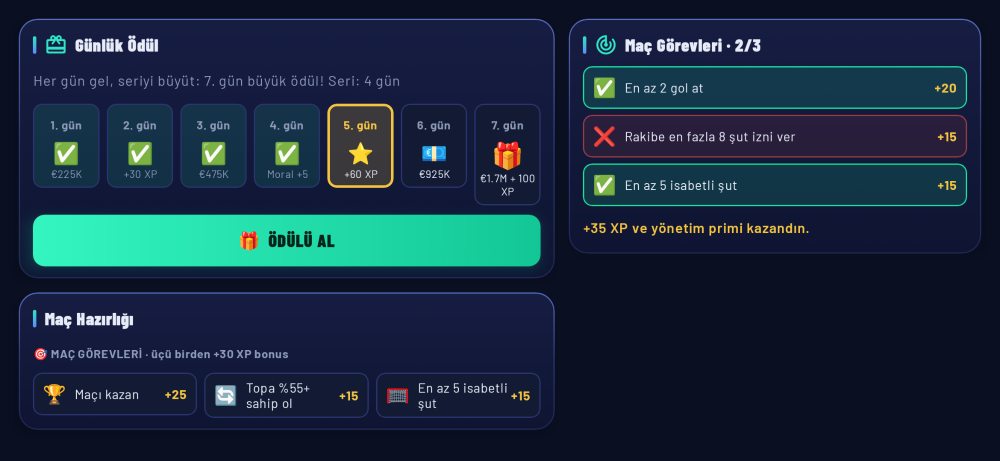 Günlük Ödül
Her gün gel, seriyi büyüt: 7. gün büyük ödül! Seri: 4 gün
1. gün
€225K
2. gün
+30 XP
3. gün
€475K
4. gün
Moral +5
5. gün
+60 XP
6. gün
€925K
7. gün
€1.7M + 100
XP
ÖDÜLÜ AL
Maç Hazırlığı
MAÇ GÖREVLERİ · üçü birden +30 XP bonus
Maçı kazan +25
Topa %55+
sahip ol
+15
En az 5 isabetli
şut
+15
Maç Görevleri · 2/3
En az 2 gol at +20
Rakibe en fazla 8 şut izni ver +15
En az 5 isabetli şut +15
+35 XP ve yönetim primi kazandın.